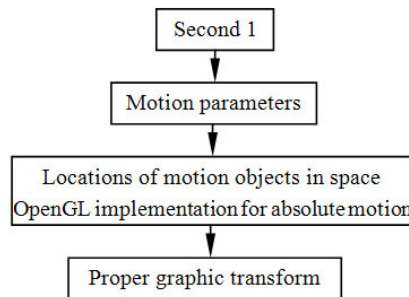 Second 1
Motion parameters
Locations of motion objects in space
OpenGL implementation for absolute motion
Proper graphic transform